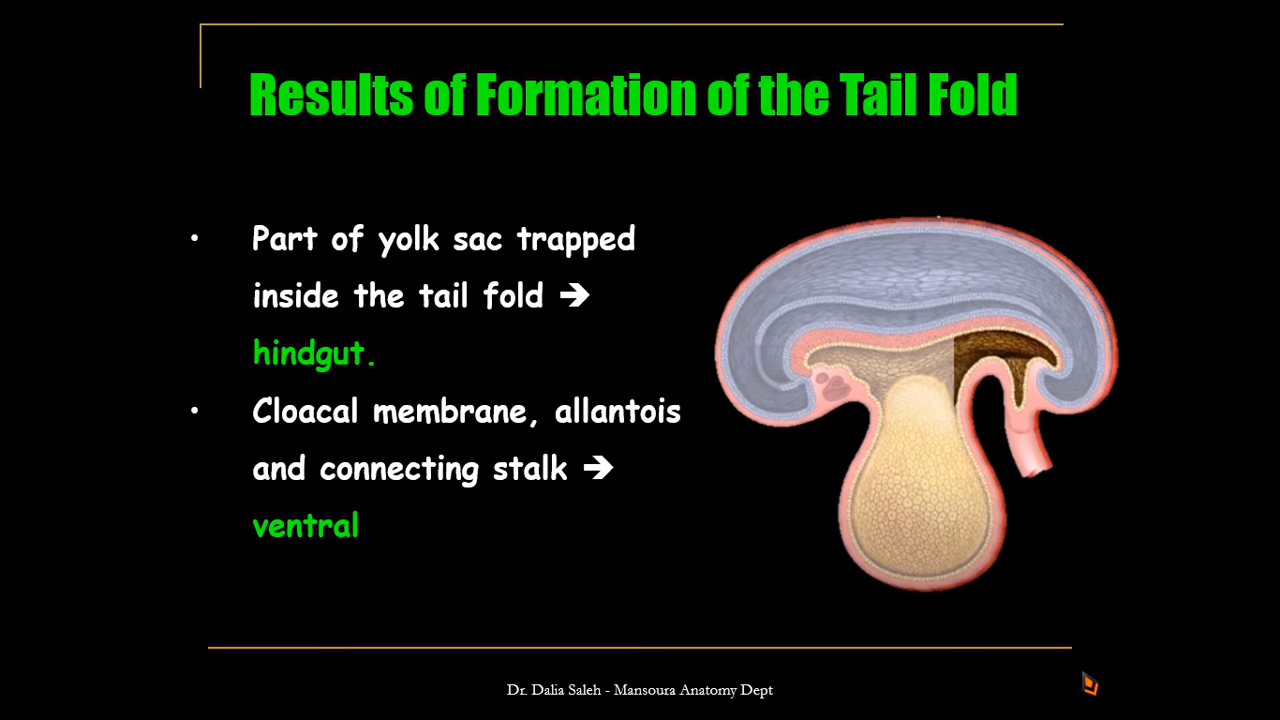 Results of Formation of the Tail Fold
• Part of yolk sac trapped
inside the tail fold ➔
hindgut.
• Cloacal membrane, allantois
and connecting stalk ➔
ventral
Dr. Dalia Saleh - Mansoura Anatomy Dept